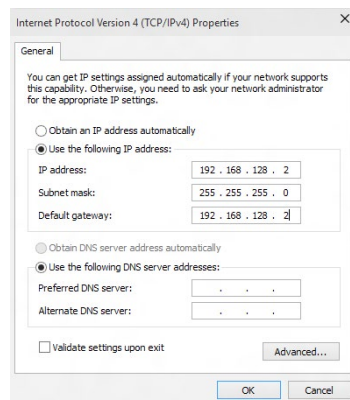 Internet Protocol Version 4 (TCP/IPv4) Properties
General
You can get IP settings assigned automatically if your network supports
this capability. Otherwise, you need to ask your network administrator
for the appropriate IP settings.
Obtain an IP address automatically
Use the following IP address:
IP address: 192 . 168 . 128 . 2
Subnet mask: 255 . 255 . 255 . 0
Default gateway: 192 . 168 . 128 . 2
Obtain DNS server address automatically
Use the following DNS server addresses:
Preferred DNS server: . . .
Alternate DNS server: . . .
Validate settings upon exit
Advanced...
OK Cancel